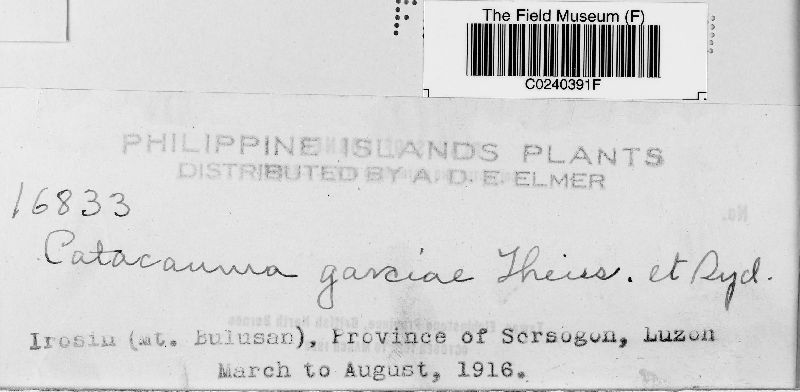 The Field Museum (F)
C0240391F
PHILIPPINE ISLANDS PLANTS
DISTRIBUTED BY A. D. E. ELMER
16833
Catacauma garciae Theiss. et Syd.
Irosin (Mt. Bulusan), Province of Sorsogon, Luzon
March to August, 1916.